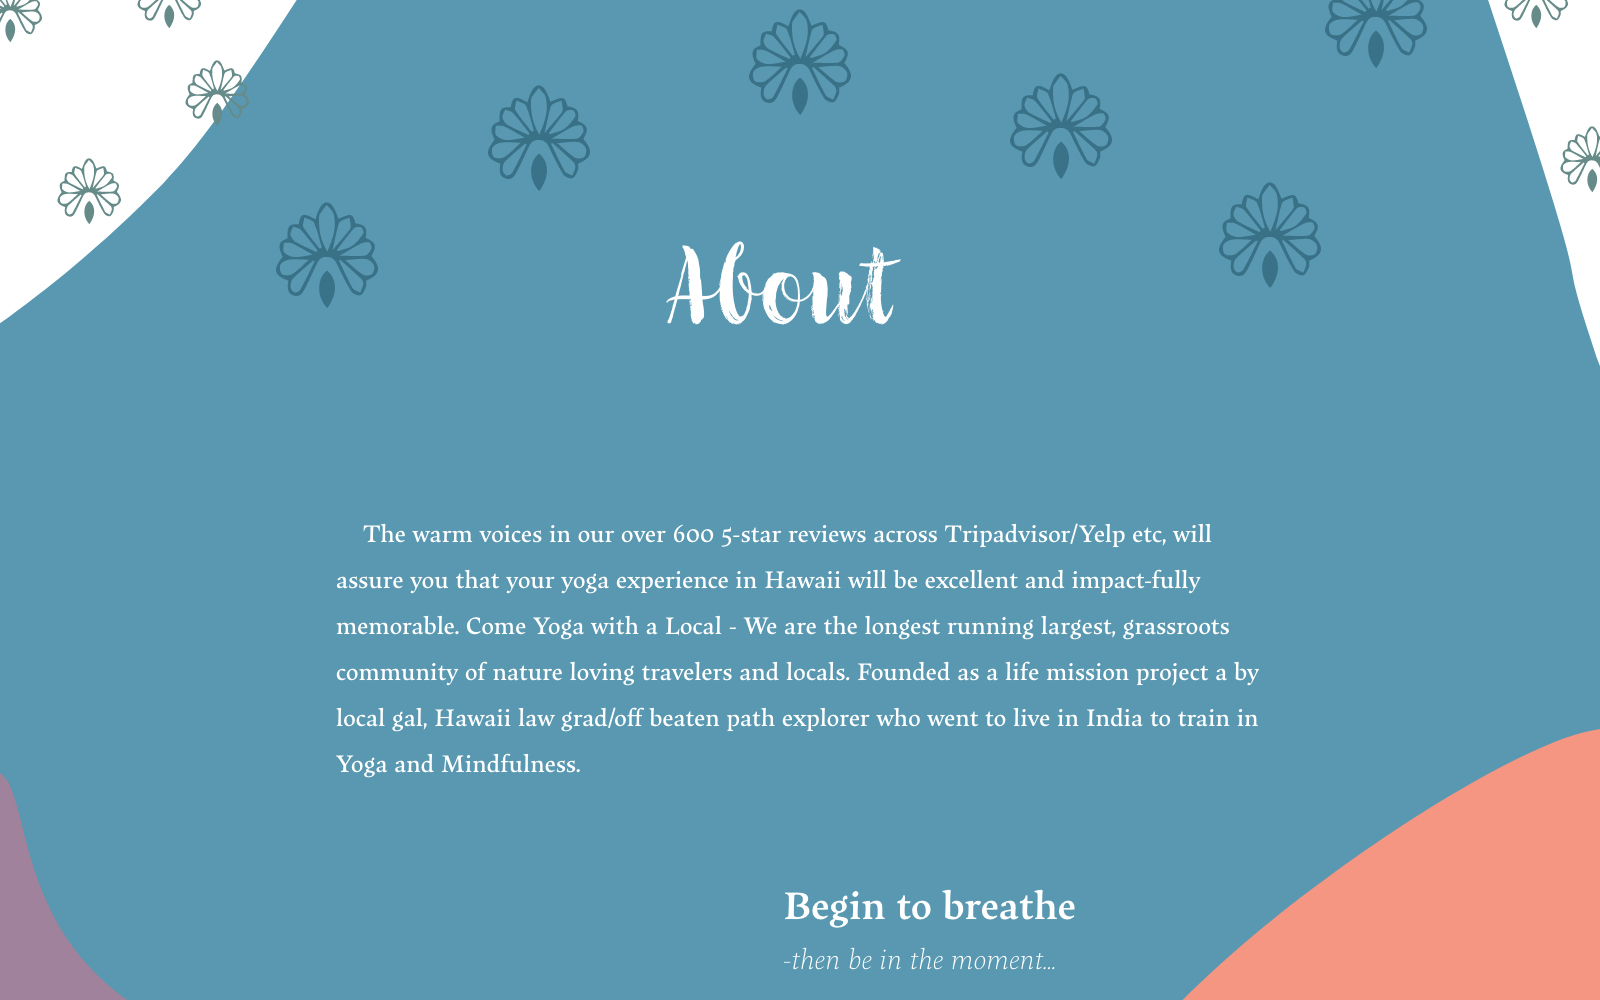 About
The warm voices in our over 600 5-star reviews across Tripadvisor/Yelp etc, will
assure you that your yoga experience in Hawaii will be excellent and impact-fully
memorable. Come Yoga with a Local - We are the longest running largest, grassroots
community of nature loving travelers and locals. Founded as a life mission project a by
local gal, Hawaii law grad/off beaten path explorer who went to live in India to train in
Yoga and Mindfulness.
Begin to breathe
-then be in the moment...